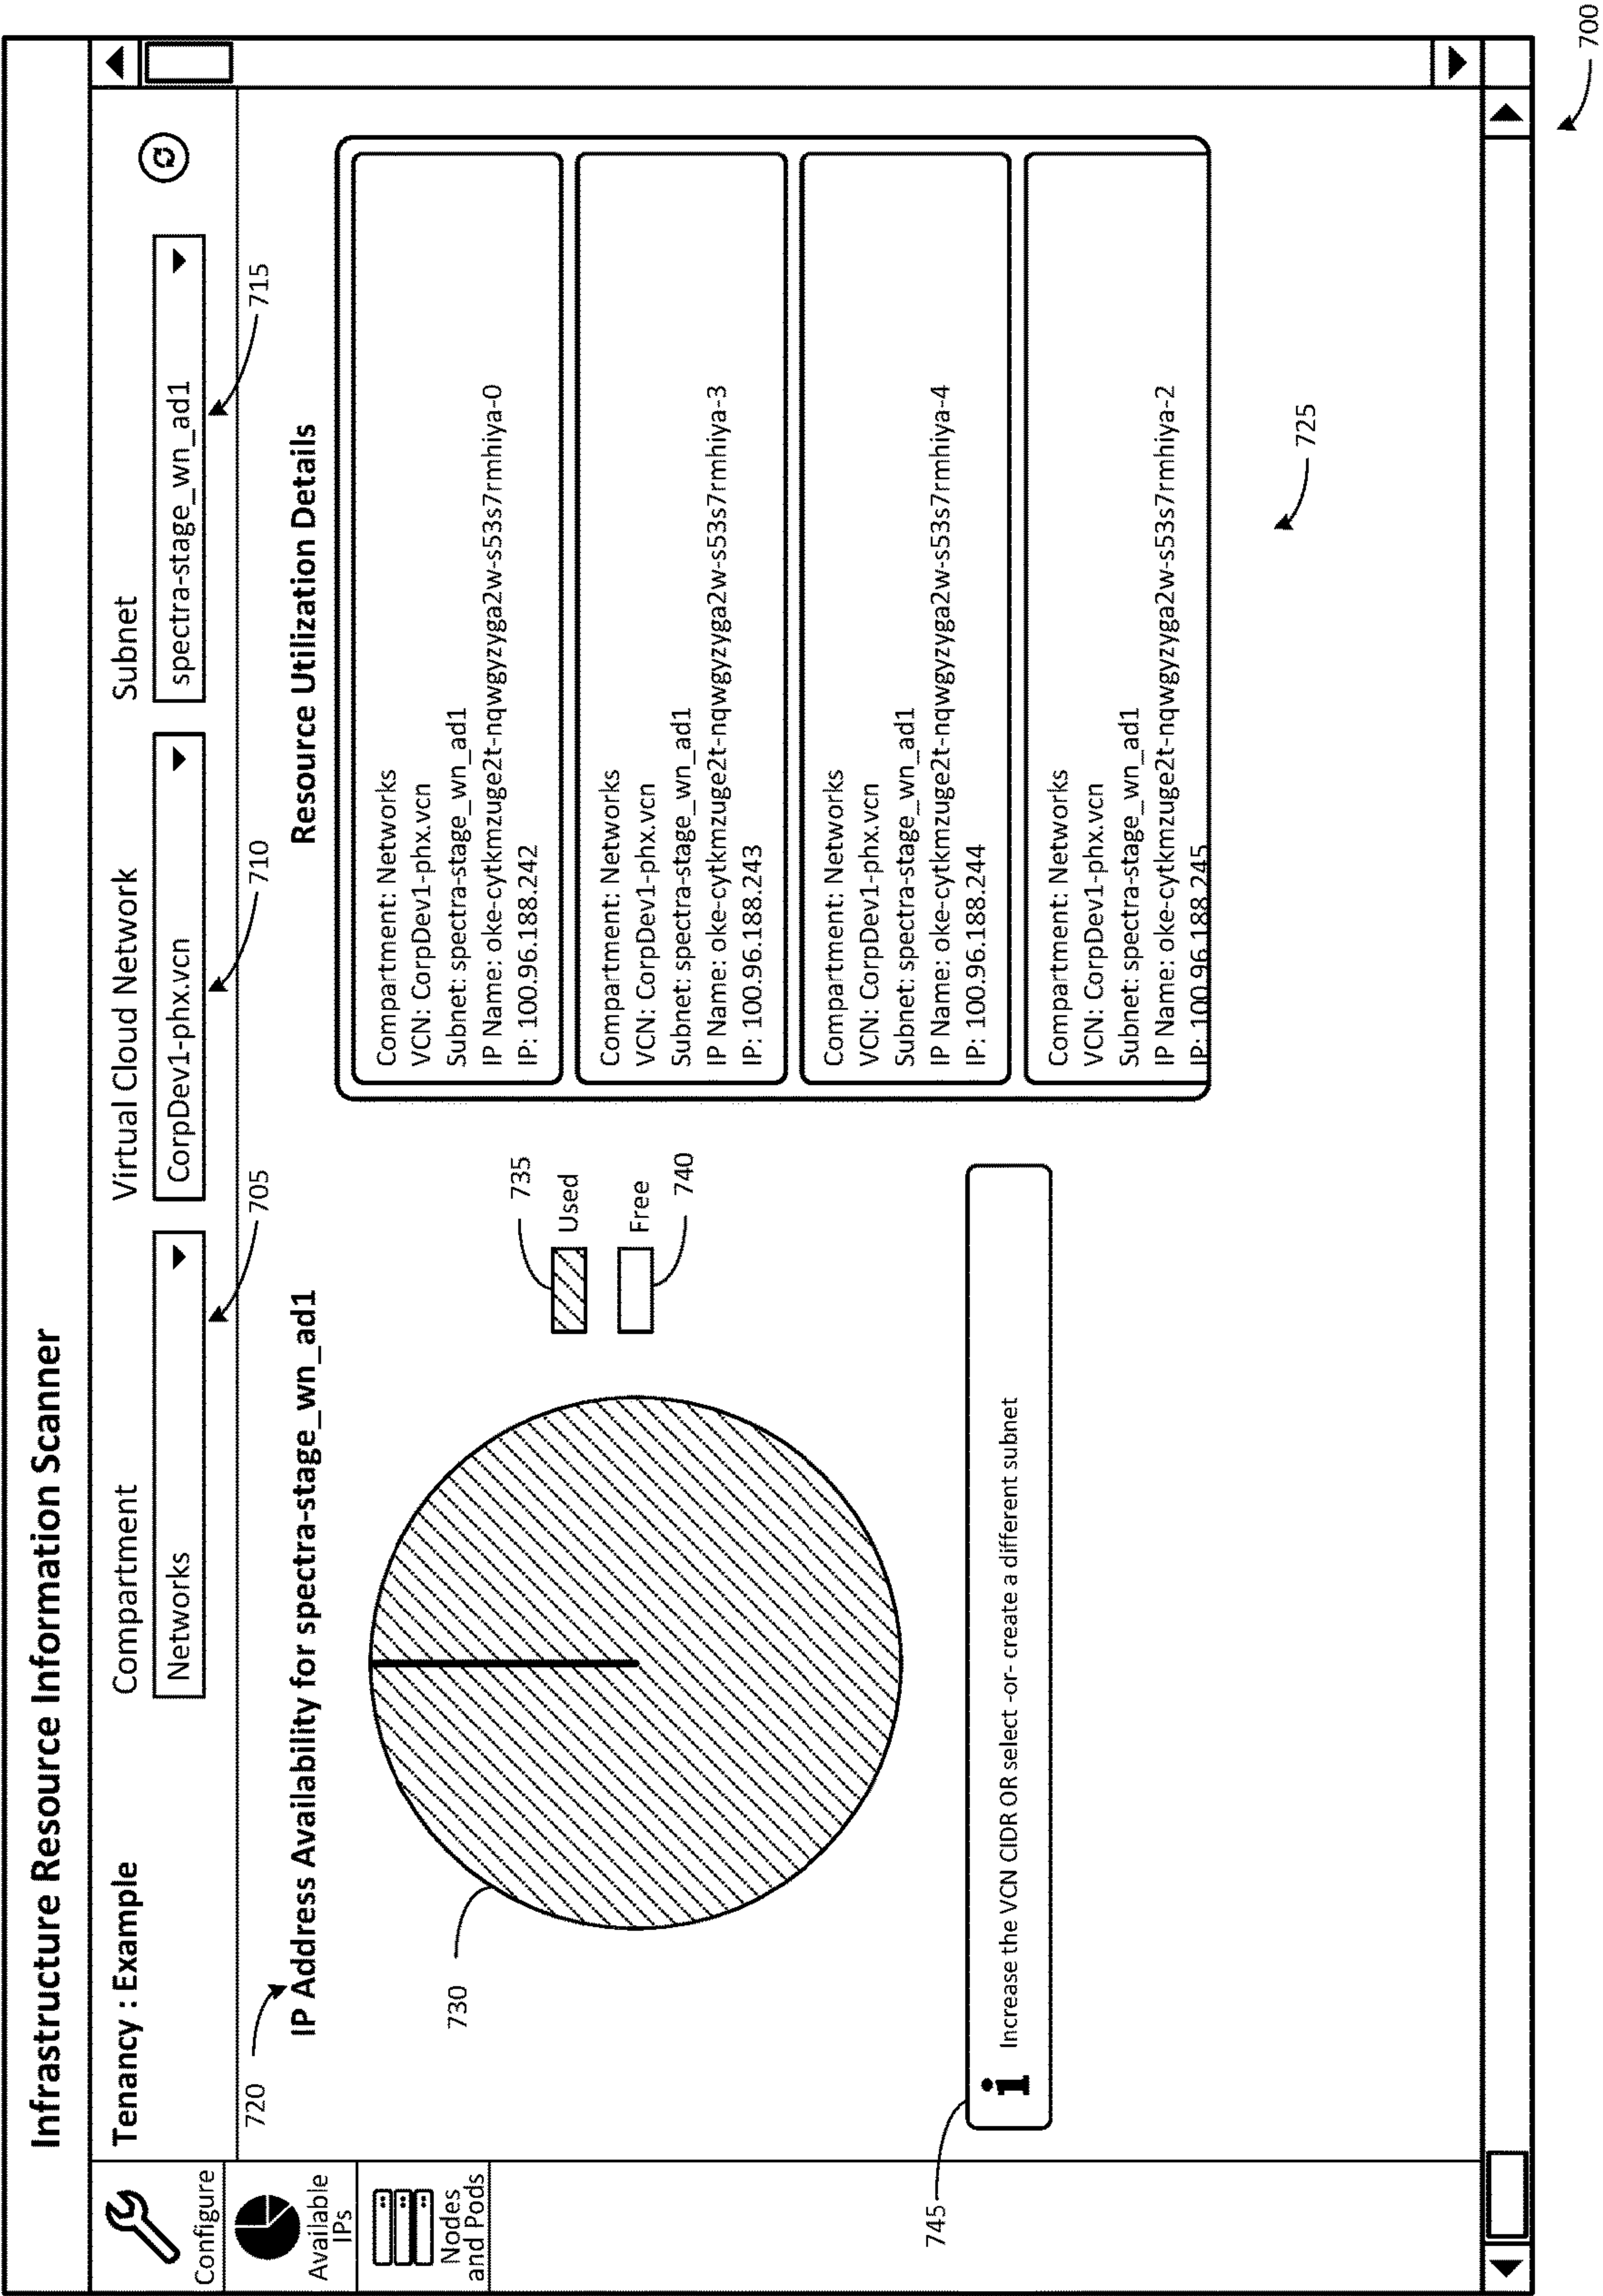 Infrastructure Resource Information Scanner
Configure
Available
IPs
Nodes
and Pods
Tenancy : Example
Compartment
Networks
705
Virtual Cloud Network
CorpDev1-phx.vcn
710
Subnet
spectra-stage_wn_ad1
715
720
IP Address Availability for spectra-stage_wn_ad1
730
735
Used
Free
740
745
i Increase the VCN CIDR OR select -or- create a different subnet
Resource Utilization Details
Compartment: Networks
VCN: CorpDev1-phx.vcn
Subnet: spectra-stage_wn_ad1
IP Name: oke-cytkmzuge2t-nqwgyzyga2w-s53s7rmhiya-0
IP: 100.96.188.242
Compartment: Networks
VCN: CorpDev1-phx.vcn
Subnet: spectra-stage_wn_ad1
IP Name: oke-cytkmzuge2t-nqwgyzyga2w-s53s7rmhiya-3
IP: 100.96.188.243
Compartment: Networks
VCN: CorpDev1-phx.vcn
Subnet: spectra-stage_wn_ad1
IP Name: oke-cytkmzuge2t-nqwgyzyga2w-s53s7rmhiya-4
IP: 100.96.188.244
Compartment: Networks
VCN: CorpDev1-phx.vcn
Subnet: spectra-stage_wn_ad1
IP Name: oke-cytkmzuge2t-nqwgyzyga2w-s53s7rmhiya-2
IP: 100.96.188.245
725
700